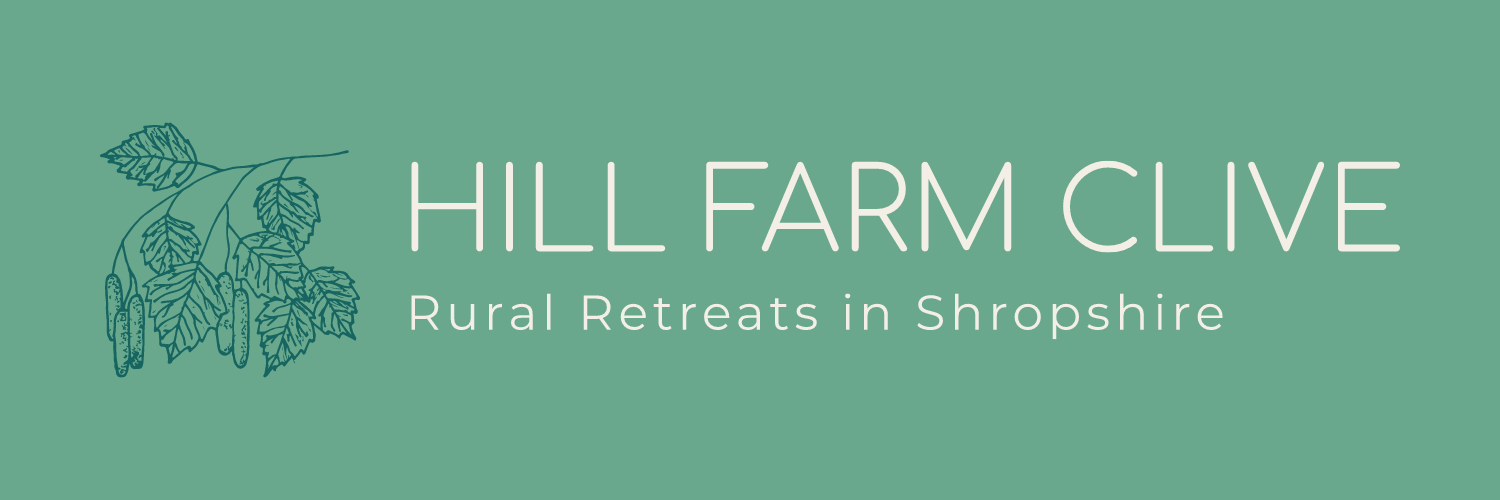 HILL FARM CLIVE
Rural Retreats in Shropshire